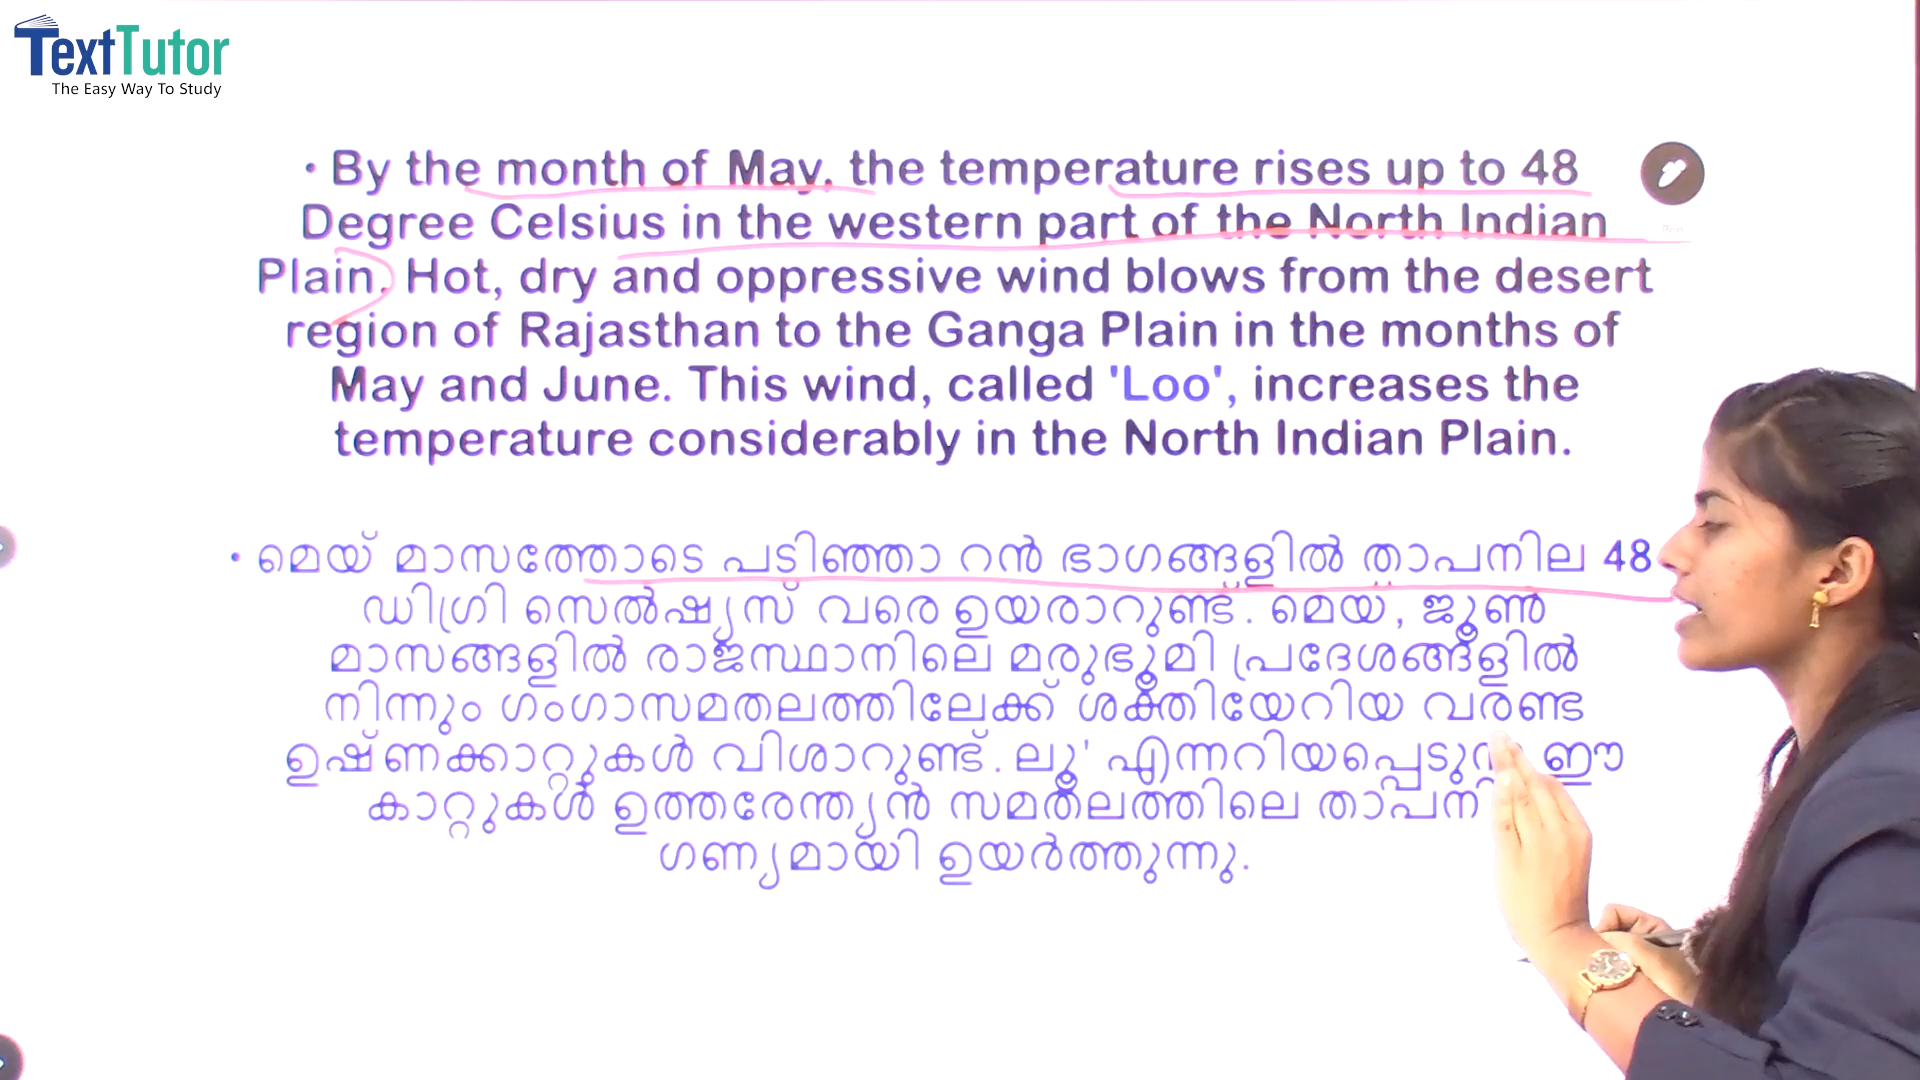 TextTutor
The Easy Way To Study
• By the month of May, the temperature rises up to 48
Degree Celsius in the western part of the North Indian
Plain. Hot, dry and oppressive wind blows from the desert
region of Rajasthan to the Ganga Plain in the months of
May and June. This wind, called 'Loo', increases the
temperature considerably in the North Indian Plain.
• മെയ് മാസത്തോടെ പടിഞ്ഞാ റൻ ഭാഗങ്ങളിൽ താപനില 48
ഡിഗ്രി സെൽഷ്യസ് വരെ ഉയരാറുണ്ട്. മെയ്, ജൂൺ
മാസങ്ങളിൽ രാജസ്ഥാനിലെ മരുഭൂമി പ്രദേശങ്ങളിൽ
നിന്നും ഗംഗാസമതലത്തിലേക്ക് ശക്തിയേറിയ വരണ്ട
ഉഷ്ണക്കാറ്റുകൾ വിശാറുണ്ട്. ലൂ' എന്നറിയപ്പെടുന്ന ഈ
കാറ്റുകൾ ഉത്തരേന്ത്യൻ സമതലത്തിലെ
ഗണ്യമായി ഉയർത്തുന്നു.